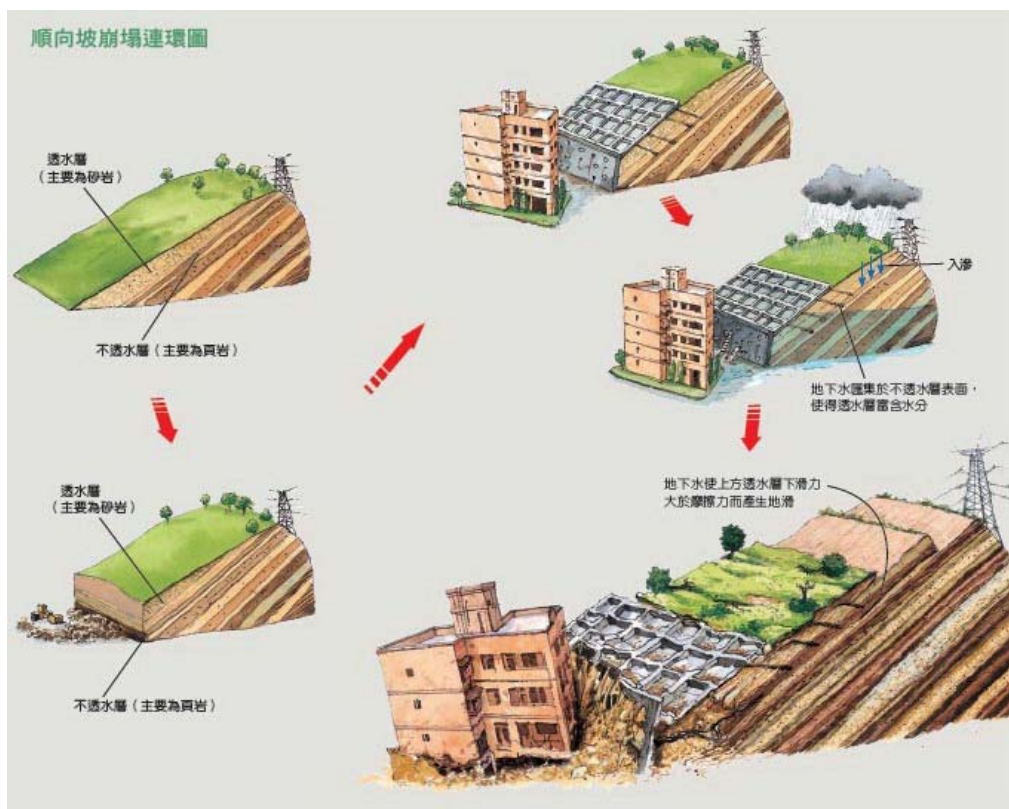 順向坡崩塌連環圖
透水層
（主要為砂岩）
不透水層（主要為頁岩）
透水層
（主要為砂岩）
不透水層（主要為頁岩）
入滲
地下水匯集於不透水層表面，
使得透水層富含水分
地下水使上方透水層下滑力
大於摩擦力而產生地滑